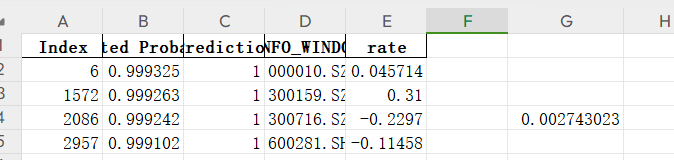 A B C D E F G H
1 Index ted Proba redictio NFO_WINDO rate
2 6 0.999325 1 000010.SZ 0.045714
3 1572 0.999263 1 300159.SZ 0.31
4 2086 0.999242 1 300716.SZ -0.2297 0.002743023
5 2957 0.999102 1 600281.SH -0.11458